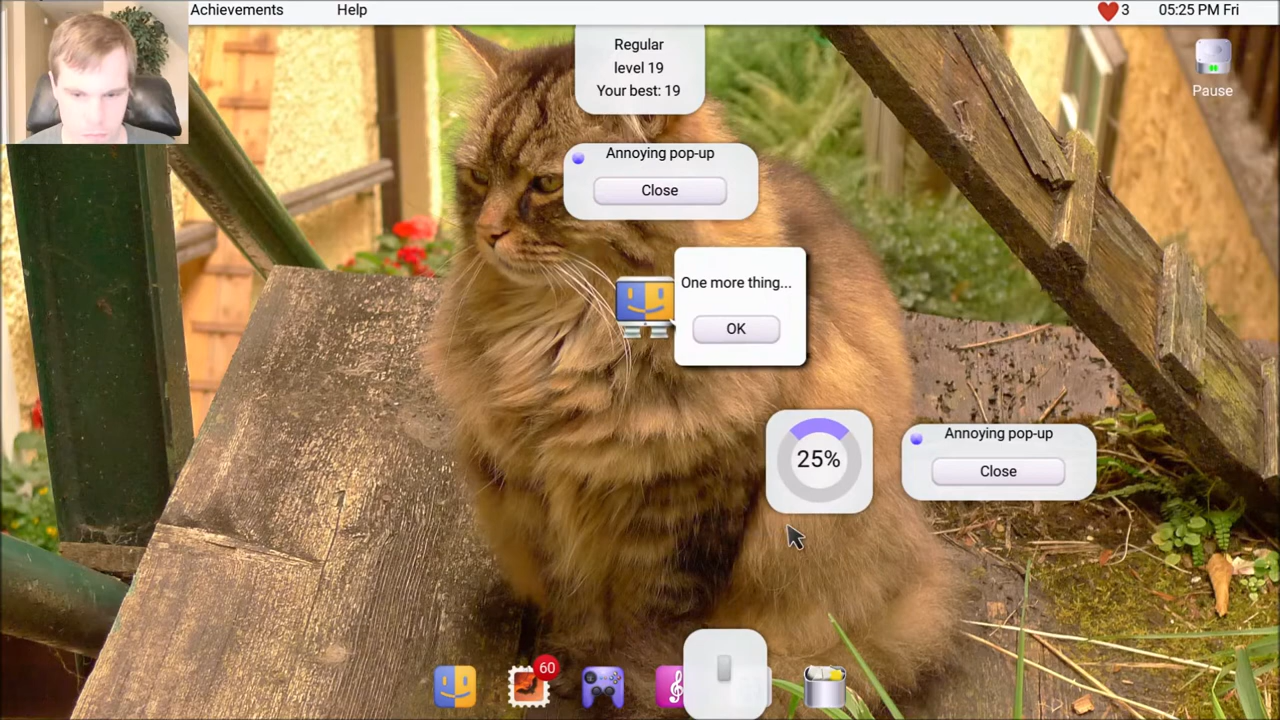 Achievements
Help
3
05:25 PM Fri
Regular
level 19
Your best: 19
Pause
Annoying pop-up
Close
One more thing...
OK
25%
Annoying pop-up
Close
60